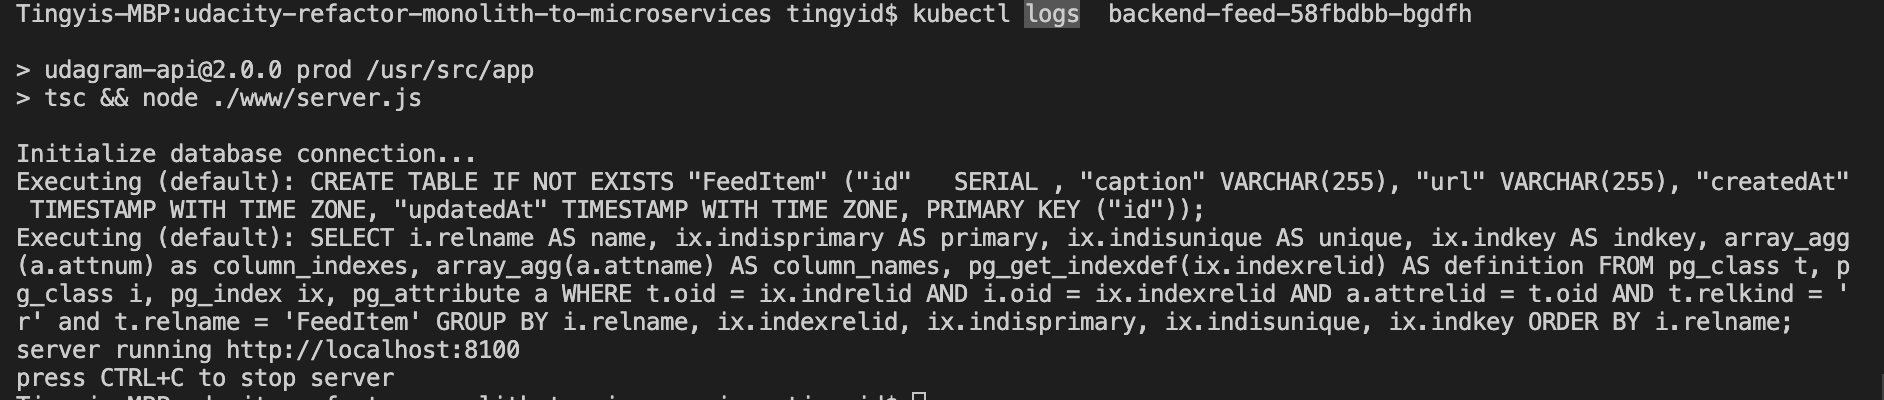 Tingyis-MBP:udacity-refactor-monolith-to-microservices tingyid$ kubectl logs  backend-feed-58fbdbb-bgdfh
> udagram-api@2.0.0 prod /usr/src/app
> tsc && node ./www/server.js
Initialize database connection...
Executing (default): CREATE TABLE IF NOT EXISTS "FeedItem" ("id"   SERIAL , "caption" VARCHAR(255), "url" VARCHAR(255), "createdAt"
 TIMESTAMP WITH TIME ZONE, "updatedAt" TIMESTAMP WITH TIME ZONE, PRIMARY KEY ("id"));
Executing (default): SELECT i.relname AS name, ix.indisprimary AS primary, ix.indisunique AS unique, ix.indkey AS indkey, array_agg
(a.attnum) as column_indexes, array_agg(a.attname) AS column_names, pg_get_indexdef(ix.indexrelid) AS definition FROM pg_class t, p
g_class i, pg_index ix, pg_attribute a WHERE t.oid = ix.indrelid AND i.oid = ix.indexrelid AND a.attrelid = t.oid AND t.relkind = '
r' and t.relname = 'FeedItem' GROUP BY i.relname, ix.indexrelid, ix.indisprimary, ix.indisunique, ix.indkey ORDER BY i.relname;
server running http://localhost:8100
press CTRL+C to stop server